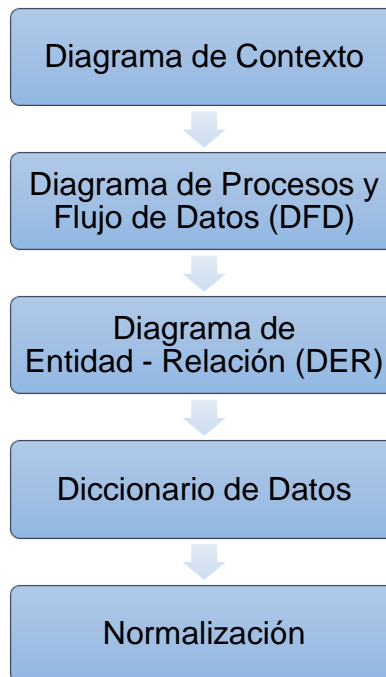 Diagrama de Contexto
Diagrama de Procesos y
Flujo de Datos (DFD)
Diagrama de
Entidad - Relación (DER)
Diccionario de Datos
Normalización